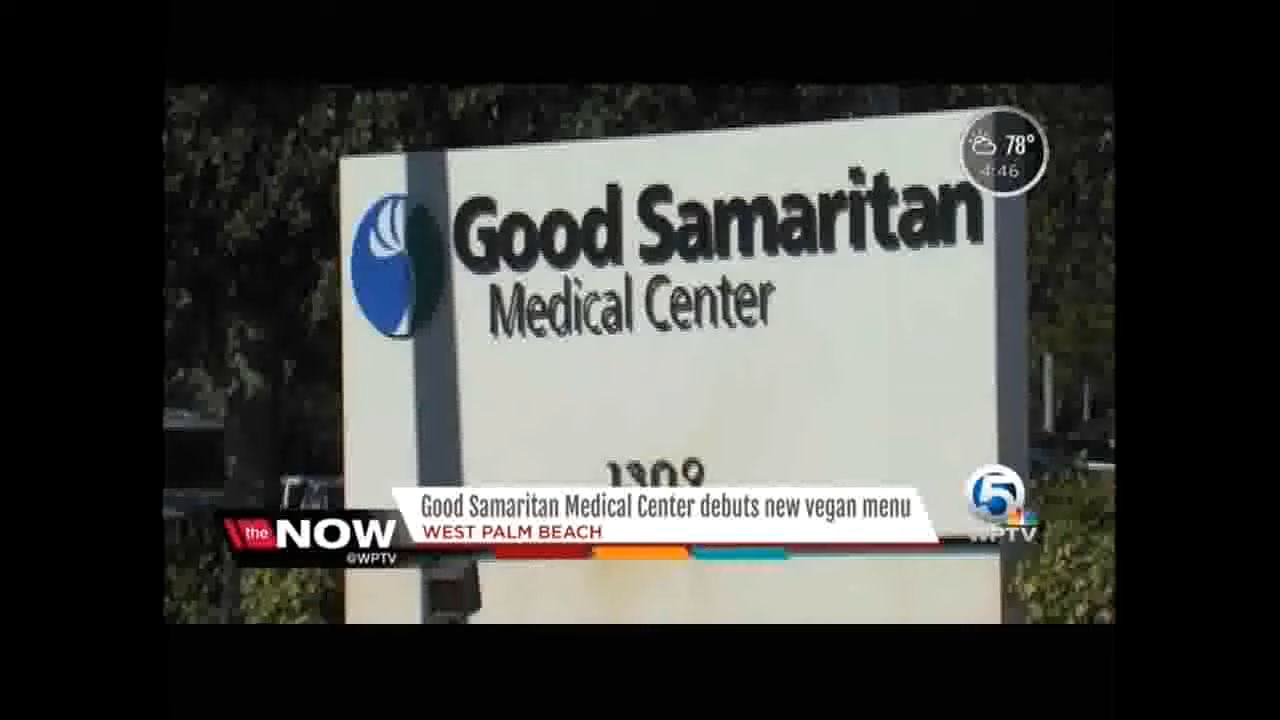 78°
4:46
Good Samaritan
Medical Center
1309
Good Samaritan Medical Center debuts new vegan menu
WEST PALM BEACH
the NOW
@WPTV
5
WPTV